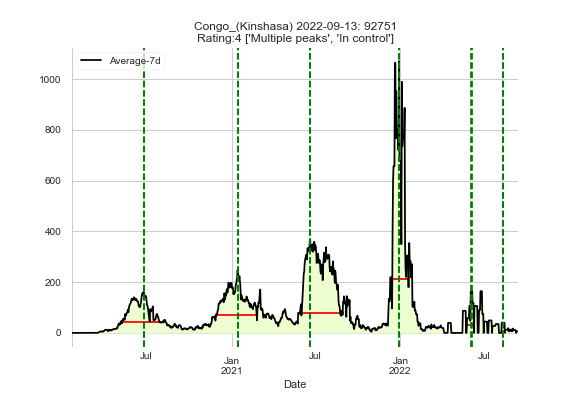 Congo_(Kinshasa) 2022-09-13: 92751
Rating:4 ['Multiple peaks', 'In control']
Average-7d
1000
800
600
400
200
0
Jul
Jan
2021
Jul
Jan
2022
Jul
Date